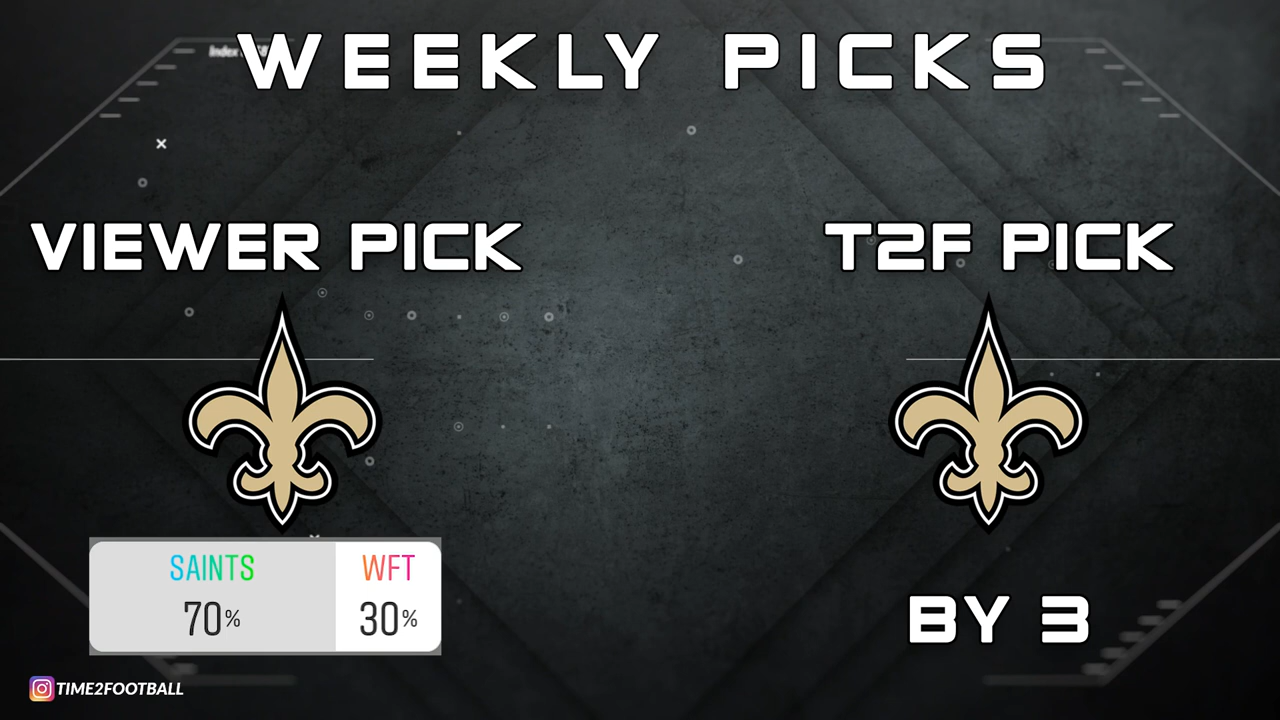 WEEKLY PICKS
VIEWER PICK
T2F PICK
SAINTS WFT
70% 30%
BY 3
TIME2FOOTBALL